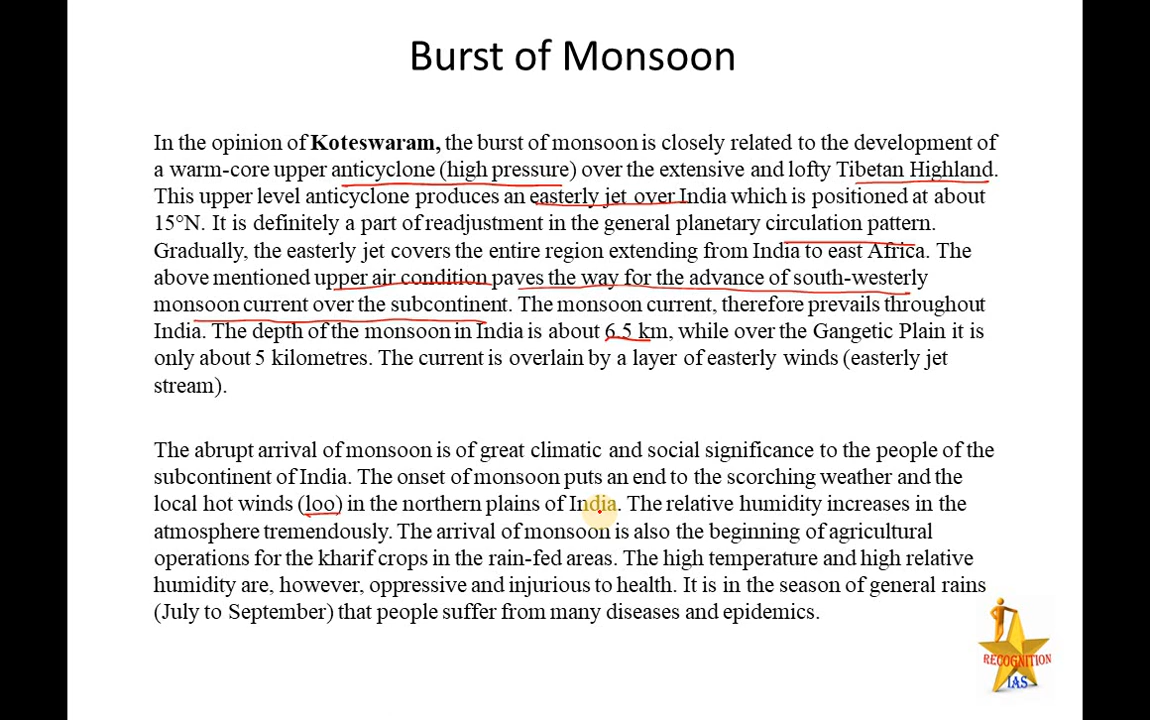 Burst of Monsoon
In the opinion of Koteswaram, the burst of monsoon is closely related to the development of
a warm-core upper anticyclone (high pressure) over the extensive and lofty Tibetan Highland.
This upper level anticyclone produces an easterly jet over India which is positioned at about
15°N. It is definitely a part of readjustment in the general planetary circulation pattern.
Gradually, the easterly jet covers the entire region extending from India to east Africa. The
above mentioned upper air condition paves the way for the advance of south-westerly
monsoon current over the subcontinent. The monsoon current, therefore prevails throughout
India. The depth of the monsoon in India is about 6.5 km, while over the Gangetic Plain it is
only about 5 kilometres. The current is overlain by a layer of easterly winds (easterly jet
stream).
The abrupt arrival of monsoon is of great climatic and social significance to the people of the
subcontinent of India. The onset of monsoon puts an end to the scorching weather and the
local hot winds (loo) in the northern plains of India. The relative humidity increases in the
atmosphere tremendously. The arrival of monsoon is also the beginning of agricultural
operations for the kharif crops in the rain-fed areas. The high temperature and high relative
humidity are, however, oppressive and injurious to health. It is in the season of general rains
(July to September) that people suffer from many diseases and epidemics.
RECOGNITION
IAS